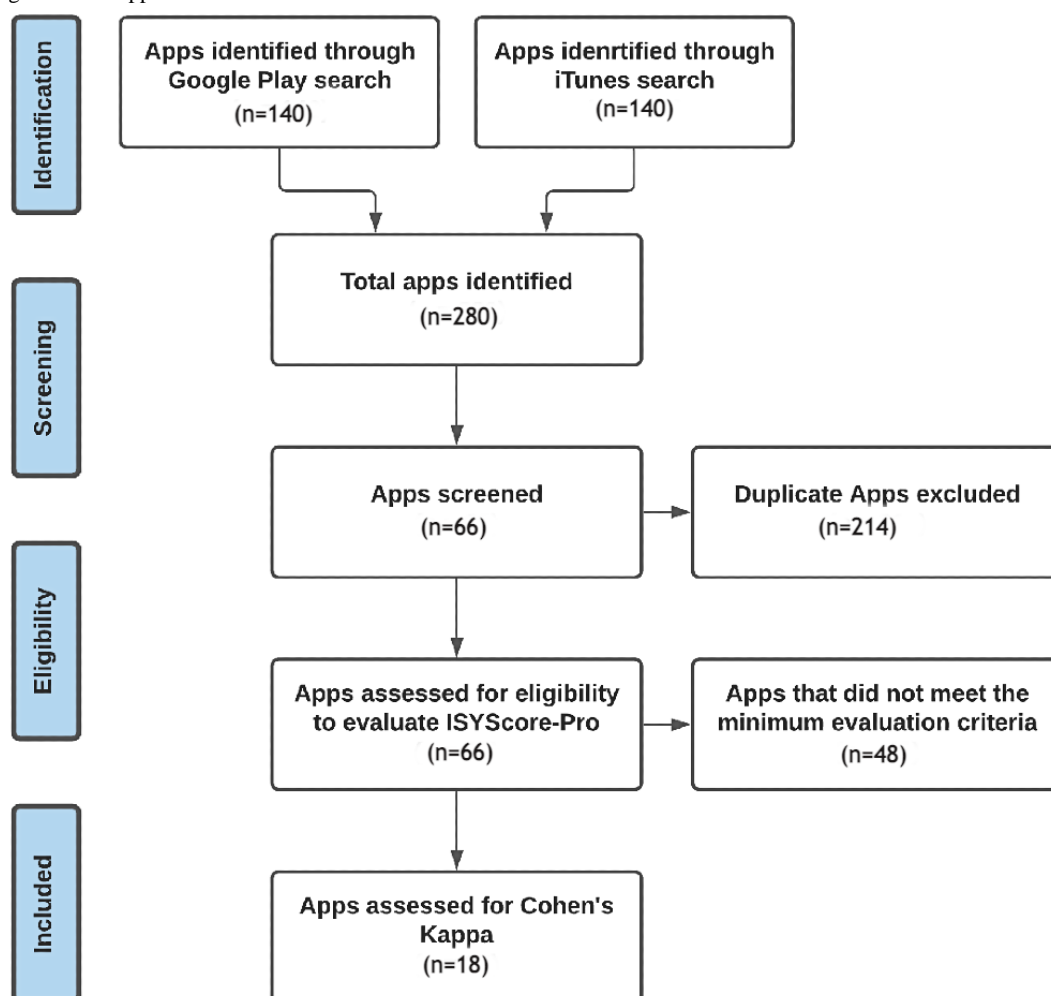 Identification
Apps identified through
Google Play search
(n=140)
Apps idenrtified through
iTunes search
(n=140)
Total apps identified
(n=280)
Screening
Apps screened
(n=66)
Duplicate Apps excluded
(n=214)
Eligibility
Apps assessed for eligibility
to evaluate ISYScore-Pro
(n=66)
Apps that did not meet the
minimum evaluation criteria
(n=48)
Included
Apps assessed for Cohen's
Kappa
(n=18)